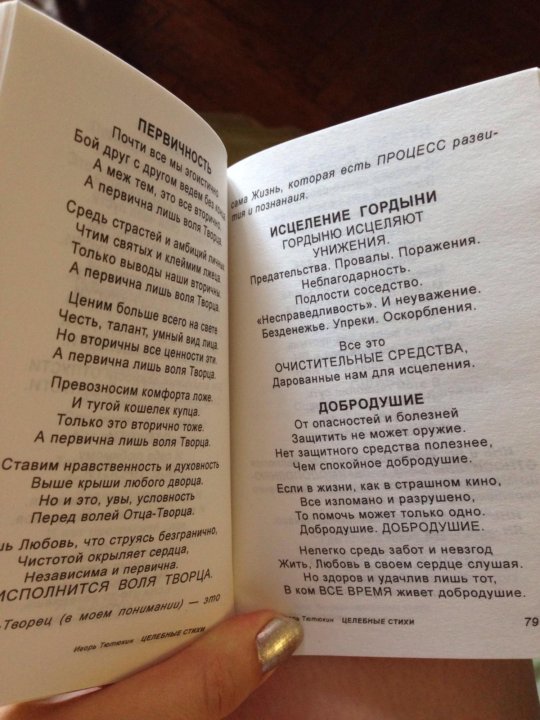 ПЕРВИЧНОСТЬ
Почти все мы эгоистично
Бой друг с другом ведем без конца
А меж тем, это все вторично,
А первична лишь воля Творца.
Средь страстей и амбиций личных
Чтим святых и клеймим лжеца.
Только выводы наши вторичны,
А первична лишь воля Творца.
Ценим больше всего на свете
Честь, талант, умный вид лица.
Но вторичны все ценности эти.
А первична лишь воля Творца.
Превозносим комфорта ложе.
И тугой кошелек купца.
Только это вторично тоже.
А первична лишь воля Творца.
Ставим нравственность и духовность
Выше крыши любого дворца.
Но и это, увы, условность
Перед волей Отца-Творца.
Любовь, что струясь безгранично,
Чистотой окрыляет сердца,
Независима и первична.
ИСПОЛНИТСЯ ВОЛЯ ТВОРЦА.
Творец (в моем понимании) — это
Игорь Тютюкин ЦЕЛЕБНЫЕ СТИХИ
сама Жизнь, которая есть ПРОЦЕСС разви-
тия и познания.
ИСЦЕЛЕНИЕ ГОРДЫНИ
ГОРДЫНЮ ИСЦЕЛЯЮТ
УНИЖЕНИЯ.
Предательства. Провалы. Поражения.
Неблагодарность.
Подлости соседство.
«Несправедливость». И неуважение.
Безденежье. Упреки. Оскорбления.
Все это
ОЧИСТИТЕЛЬНЫЕ СРЕДСТВА,
Дарованные нам для исцеления.
ДОБРОДУШИЕ
От опасностей и болезней
Защитить не может оружие.
Нет защитного средства полезнее,
Чем спокойное добродушие.
Если в жизни, как в страшном кино,
Все изломано и разрушено,
То помочь может только одно.
Добродушие. ДОБРОДУШИЕ.
Нелегко средь забот и невзгод
Жить, Любовь в своем сердце слушая.
Но здоров и удачлив лишь тот,
В ком ВСЕ ВРЕМЯ живет добродушие.
Тютюкин ЦЕЛЕБНЫЕ СТИХИ 79